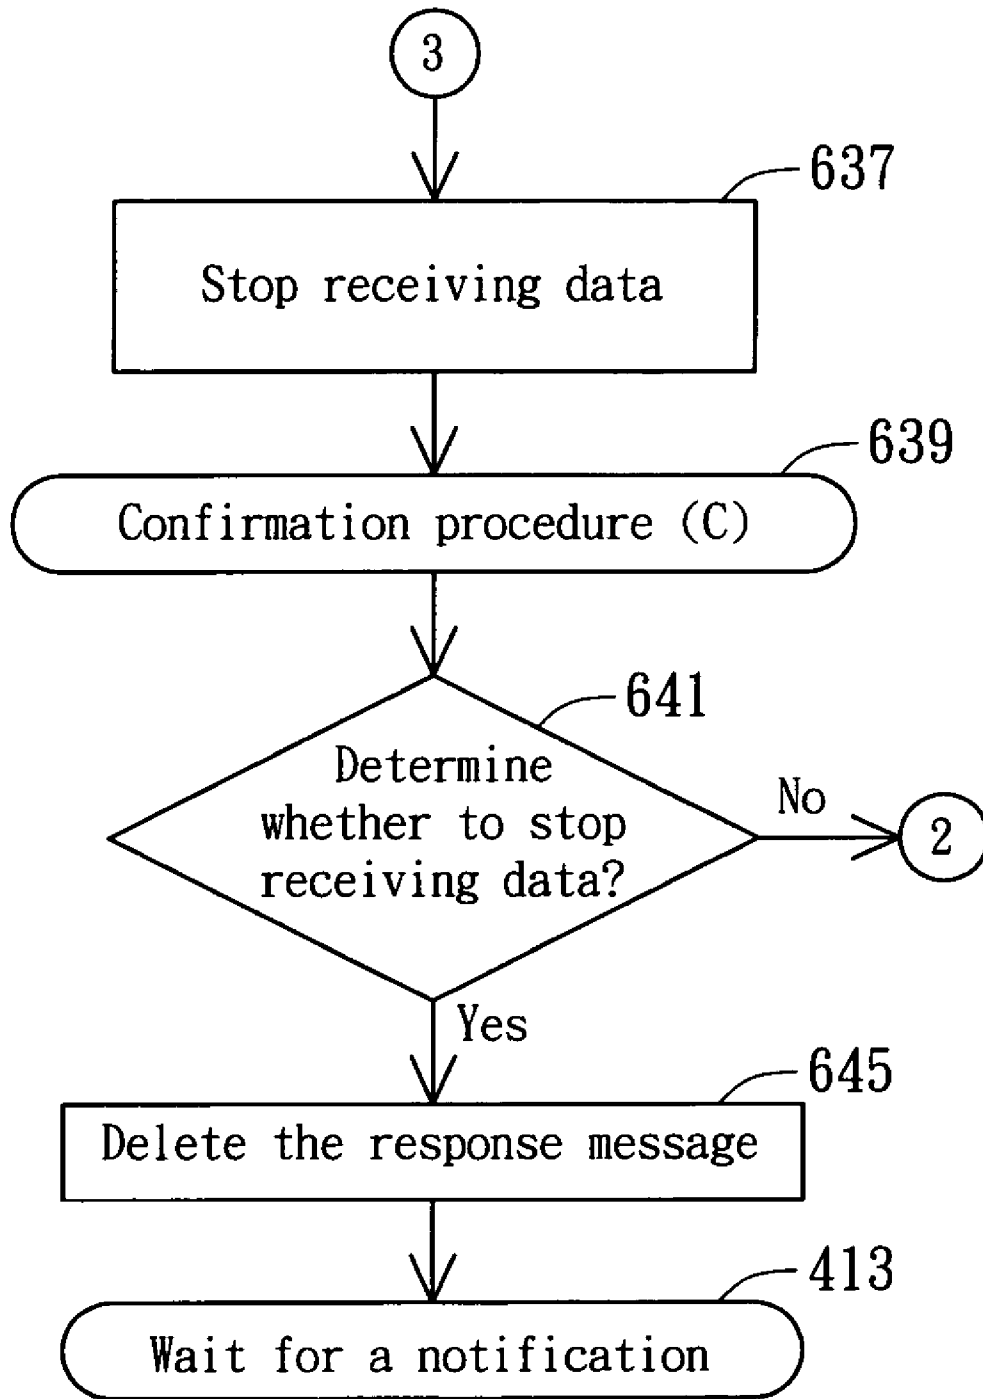 3
637
Stop receiving data
639
Confirmation procedure (C)
641
Determine
whether to stop
receiving data?
No
2
Yes
645
Delete the response message
413
Wait for a notification